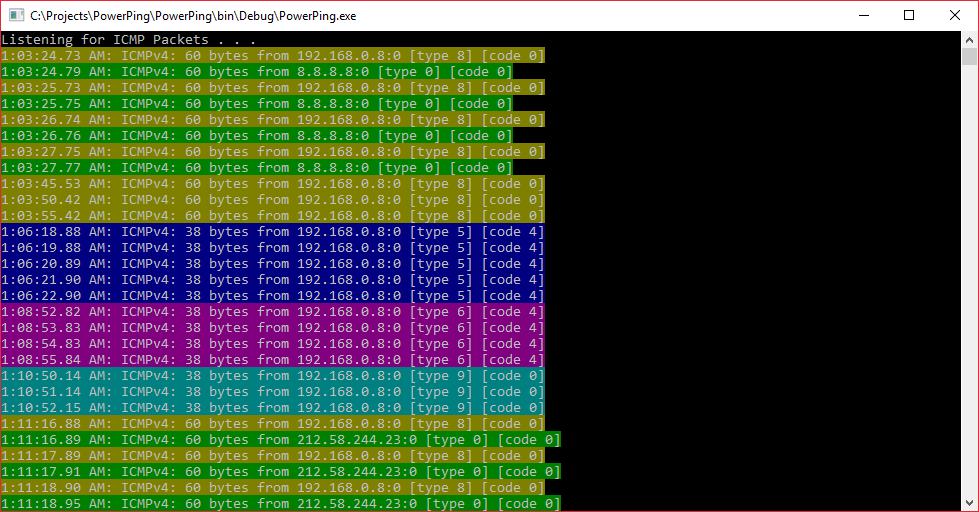 C:\Projects\PowerPing\PowerPing\bin\Debug\PowerPing.exe
Listening for ICMP Packets . . .
1:03:24.73 AM: ICMPv4: 60 bytes from 192.168.0.8:0 [type 8] [code 0]
1:03:24.79 AM: ICMPv4: 60 bytes from 8.8.8.8:0 [type 0] [code 0]
1:03:25.73 AM: ICMPv4: 60 bytes from 192.168.0.8:0 [type 8] [code 0]
1:03:25.75 AM: ICMPv4: 60 bytes from 8.8.8.8:0 [type 0] [code 0]
1:03:26.74 AM: ICMPv4: 60 bytes from 192.168.0.8:0 [type 8] [code 0]
1:03:26.76 AM: ICMPv4: 60 bytes from 8.8.8.8:0 [type 0] [code 0]
1:03:27.75 AM: ICMPv4: 60 bytes from 192.168.0.8:0 [type 8] [code 0]
1:03:27.77 AM: ICMPv4: 60 bytes from 8.8.8.8:0 [type 0] [code 0]
1:03:45.53 AM: ICMPv4: 60 bytes from 192.168.0.8:0 [type 8] [code 0]
1:03:50.42 AM: ICMPv4: 60 bytes from 192.168.0.8:0 [type 8] [code 0]
1:03:55.42 AM: ICMPv4: 60 bytes from 192.168.0.8:0 [type 8] [code 0]
1:06:18.88 AM: ICMPv4: 38 bytes from 192.168.0.8:0 [type 5] [code 4]
1:06:19.88 AM: ICMPv4: 38 bytes from 192.168.0.8:0 [type 5] [code 4]
1:06:20.89 AM: ICMPv4: 38 bytes from 192.168.0.8:0 [type 5] [code 4]
1:06:21.90 AM: ICMPv4: 38 bytes from 192.168.0.8:0 [type 5] [code 4]
1:06:22.90 AM: ICMPv4: 38 bytes from 192.168.0.8:0 [type 5] [code 4]
1:08:52.82 AM: ICMPv4: 38 bytes from 192.168.0.8:0 [type 6] [code 4]
1:08:53.83 AM: ICMPv4: 38 bytes from 192.168.0.8:0 [type 6] [code 4]
1:08:54.83 AM: ICMPv4: 38 bytes from 192.168.0.8:0 [type 6] [code 4]
1:08:55.84 AM: ICMPv4: 38 bytes from 192.168.0.8:0 [type 6] [code 4]
1:10:50.14 AM: ICMPv4: 38 bytes from 192.168.0.8:0 [type 9] [code 0]
1:10:51.14 AM: ICMPv4: 38 bytes from 192.168.0.8:0 [type 9] [code 0]
1:10:52.15 AM: ICMPv4: 38 bytes from 192.168.0.8:0 [type 9] [code 0]
1:11:16.88 AM: ICMPv4: 60 bytes from 192.168.0.8:0 [type 8] [code 0]
1:11:16.89 AM: ICMPv4: 60 bytes from 212.58.244.23:0 [type 0] [code 0]
1:11:17.89 AM: ICMPv4: 60 bytes from 192.168.0.8:0 [type 8] [code 0]
1:11:17.91 AM: ICMPv4: 60 bytes from 212.58.244.23:0 [type 0] [code 0]
1:11:18.90 AM: ICMPv4: 60 bytes from 192.168.0.8:0 [type 8] [code 0]
1:11:18.95 AM: ICMPv4: 60 bytes from 212.58.244.23:0 [type 0] [code 0]